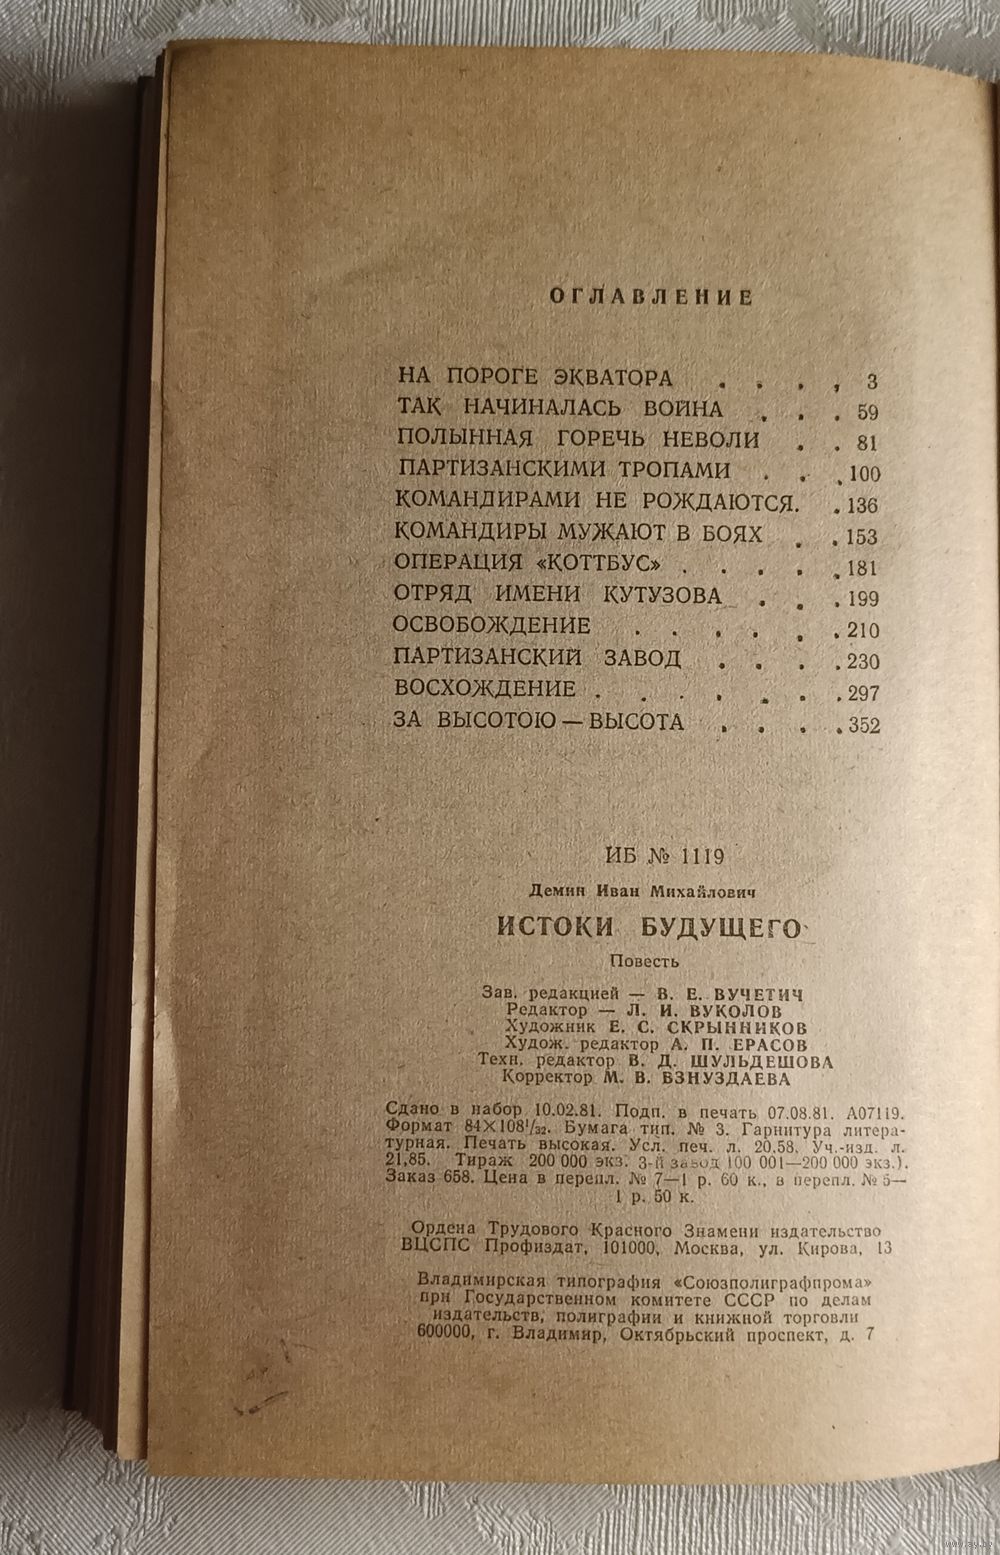 ОГЛАВЛЕНИЕ
НА ПОРОГЕ ЭКВАТОРА . . . , 3
ТАК НАЧИНАЛАСЬ ВОЙНА . . . 59
ПОЛЫННАЯ ГОРЕЧЬ НЕВОЛИ . . 81
ПАРТИЗАНСКИМИ ТРОПАМИ . . . 100
КОМАНДИРАМИ НЕ РОЖДАЮТСЯ. . 136
КОМАНДИРЫ МУЖАЮТ В БОЯХ . . 153
ОПЕРАЦИЯ «КОТТБУС» . . . . . 181
ОТРЯД ИМЕНИ КУТУЗОВА . . . 199
ОСВОБОЖДЕНИЕ . . . . . . 210
ПАРТИЗАНСКИЙ ЗАВОД . . . . 230
ВОСХОЖДЕНИЕ . . . . . . . 297
ЗА ВЫСОТОЮ — ВЫСОТА . . . . 352
ИБ № 1119
Демин Иван Михайлович
ИСТОКИ БУДУЩЕГО
Повесть
Зав. редакцией — В. Е. ВУЧЕТИЧ
Редактор — Л. И. ВУКОЛОВ
Художник Е. С. СКРЫННИКОВ
Худож. редактор А. П. ЕРАСОВ
Техн. редактор В. Д. ШУЛЬДЕШОВА
Корректор М. В. БЗНУЗДАЕВА
Сдано в набор 10.02.81. Подп. в печать 07.08.81. А07119.
Формат 84×108¹/₃₂. Бумага тип. № 3. Гарнитура литера-
турная. Печать высокая. Усл. печ. л. 20,58. Уч.-изд. л.
21,85. Тираж 200 000 экз. 3-й завод 100 001—200 000 экз.).
Заказ 658. Цена в перепл. № 7—1 р. 60 к., в перепл. № 5—
1 р. 50 к.
Ордена Трудового Красного Знамени издательство
ВЦСПС Профиздат, 101000, Москва, ул. Кирова, 13
Владимирская типография «Союзполиграфпрома»
при Государственном комитете СССР по делам
издательств, полиграфии и книжной торговли
600000, г. Владимир, Октябрьский проспект, д. 7
www.ay.by